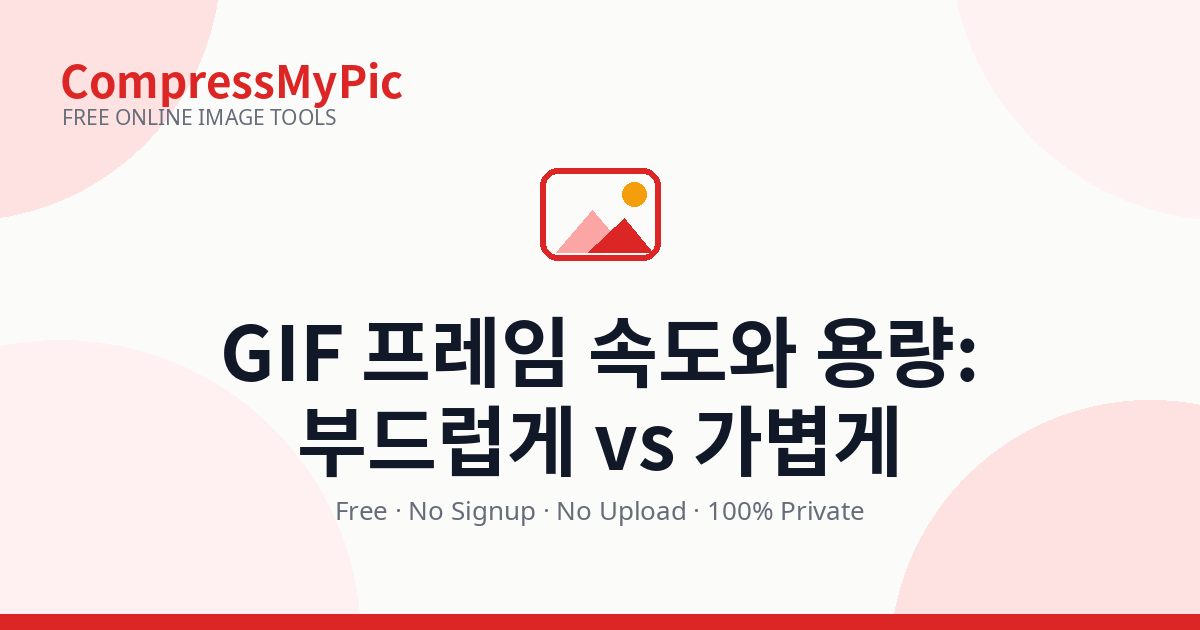 CompressMyPic
FREE ONLINE IMAGE TOOLS
GIF 프레임 속도와 용량:
부드럽게 vs 가볍게
Free · No Signup · No Upload · 100% Private